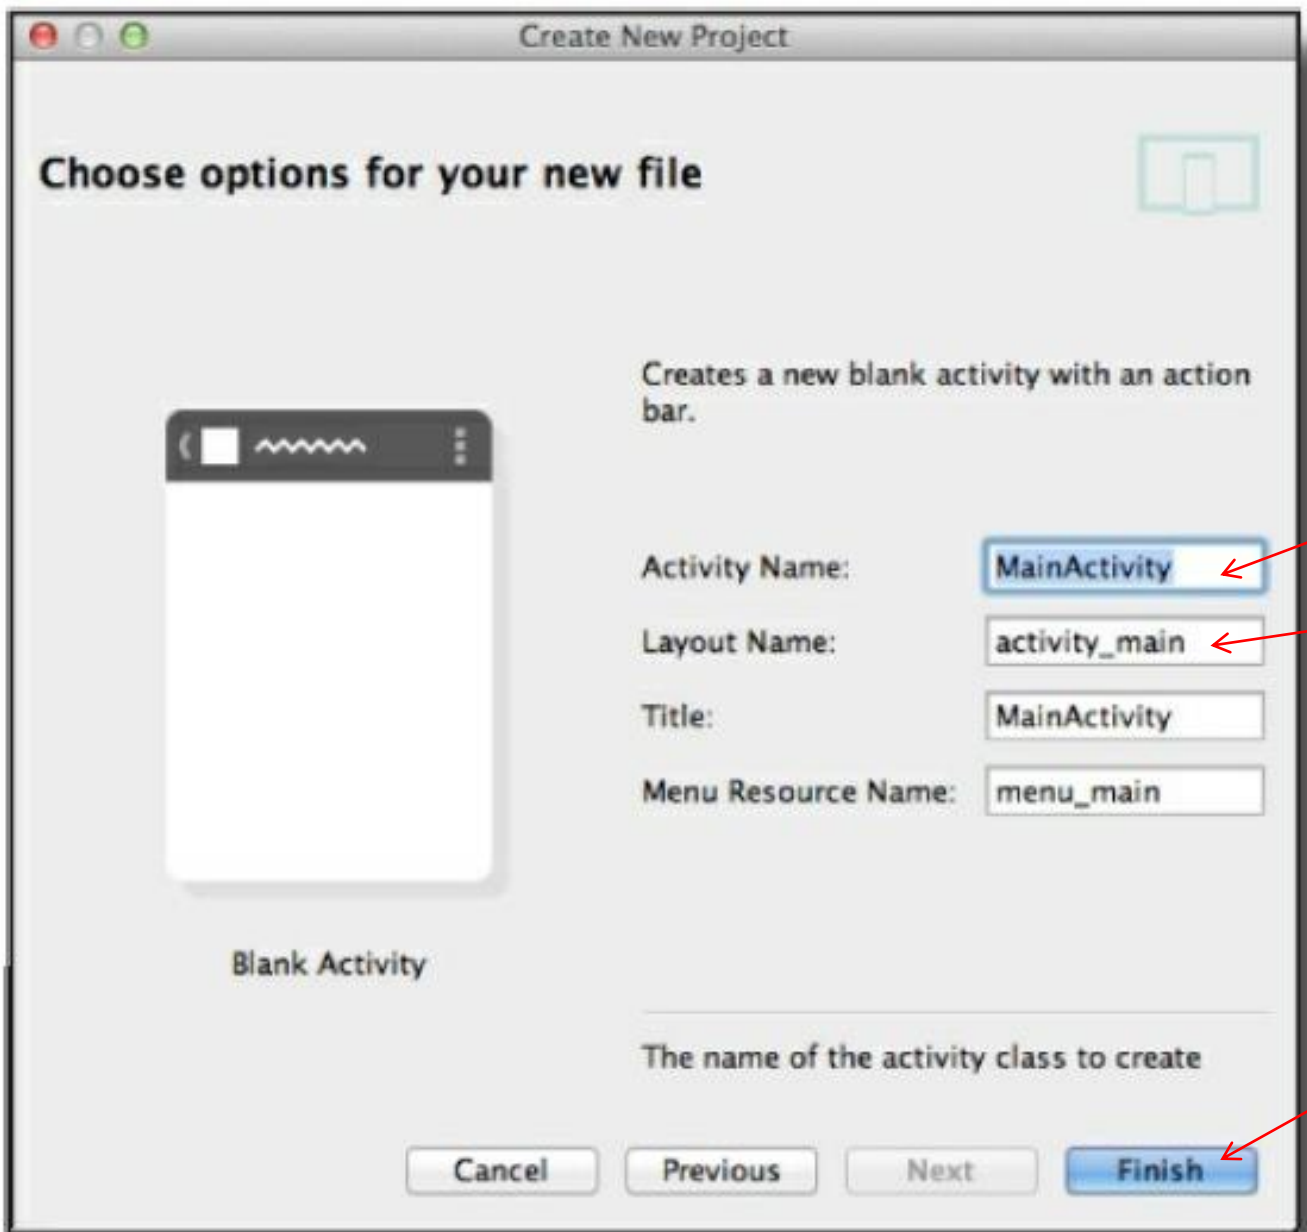 Create New Project
Choose options for your new file
Creates a new blank activity with an action
bar.
Activity Name: MainActivity
Layout Name: activity_main
Title: MainActivity
Menu Resource Name: menu_main
Blank Activity
The name of the activity class to create
Cancel Previous Next Finish